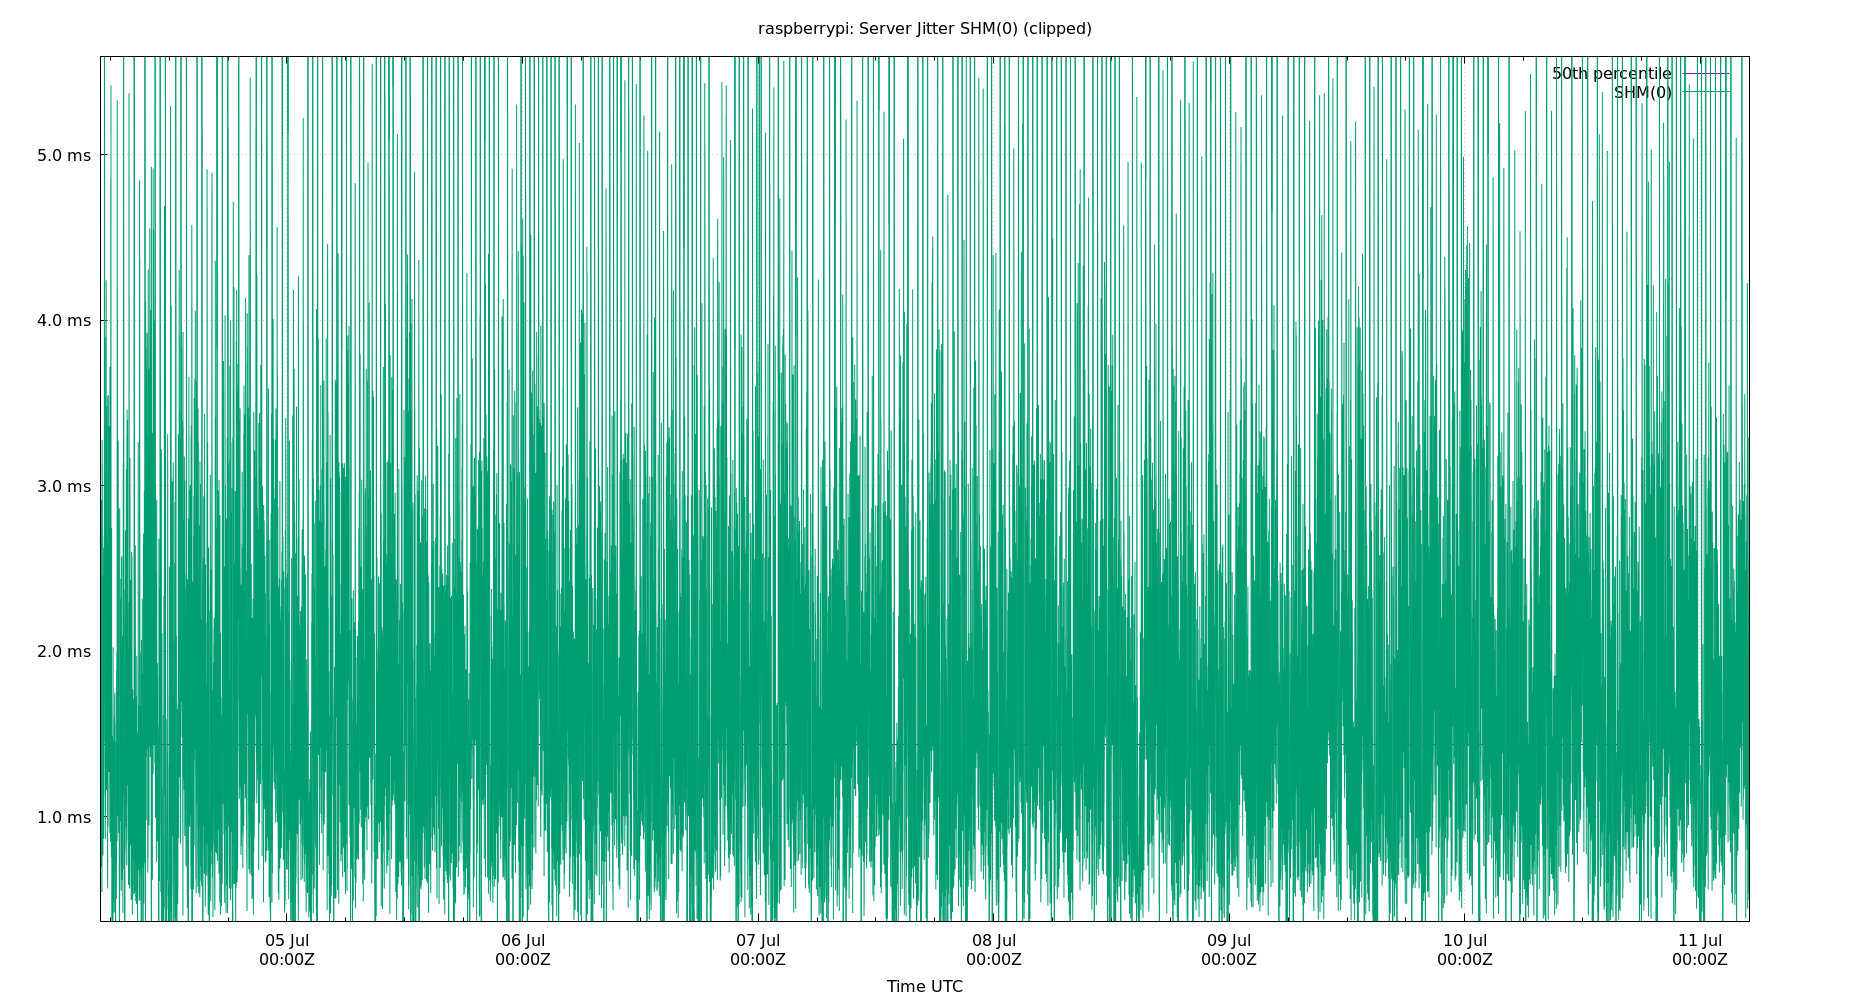 raspberrypi: Server Jitter SHM(0) (clipped)
50th percentile
SHM(0)
5.0 ms
4.0 ms
3.0 ms
2.0 ms
1.0 ms
05 Jul 06 Jul 07 Jul 08 Jul 09 Jul 10 Jul 11 Jul
00:00Z 00:00Z 00:00Z 00:00Z 00:00Z 00:00Z 00:00Z
Time UTC